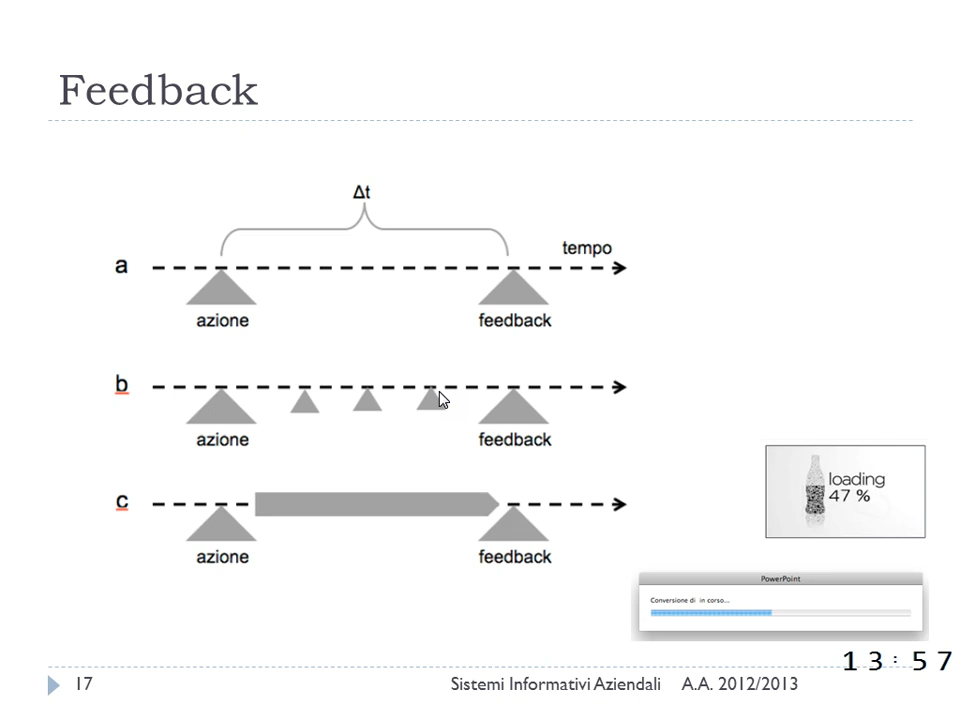 Feedback
Δt
tempo
a
azione
feedback
b
azione
feedback
c
azione
feedback
loading
47 %
PowerPoint
Conversione di in corso...
13:57
17
Sistemi Informativi Aziendali
A.A. 2012/2013